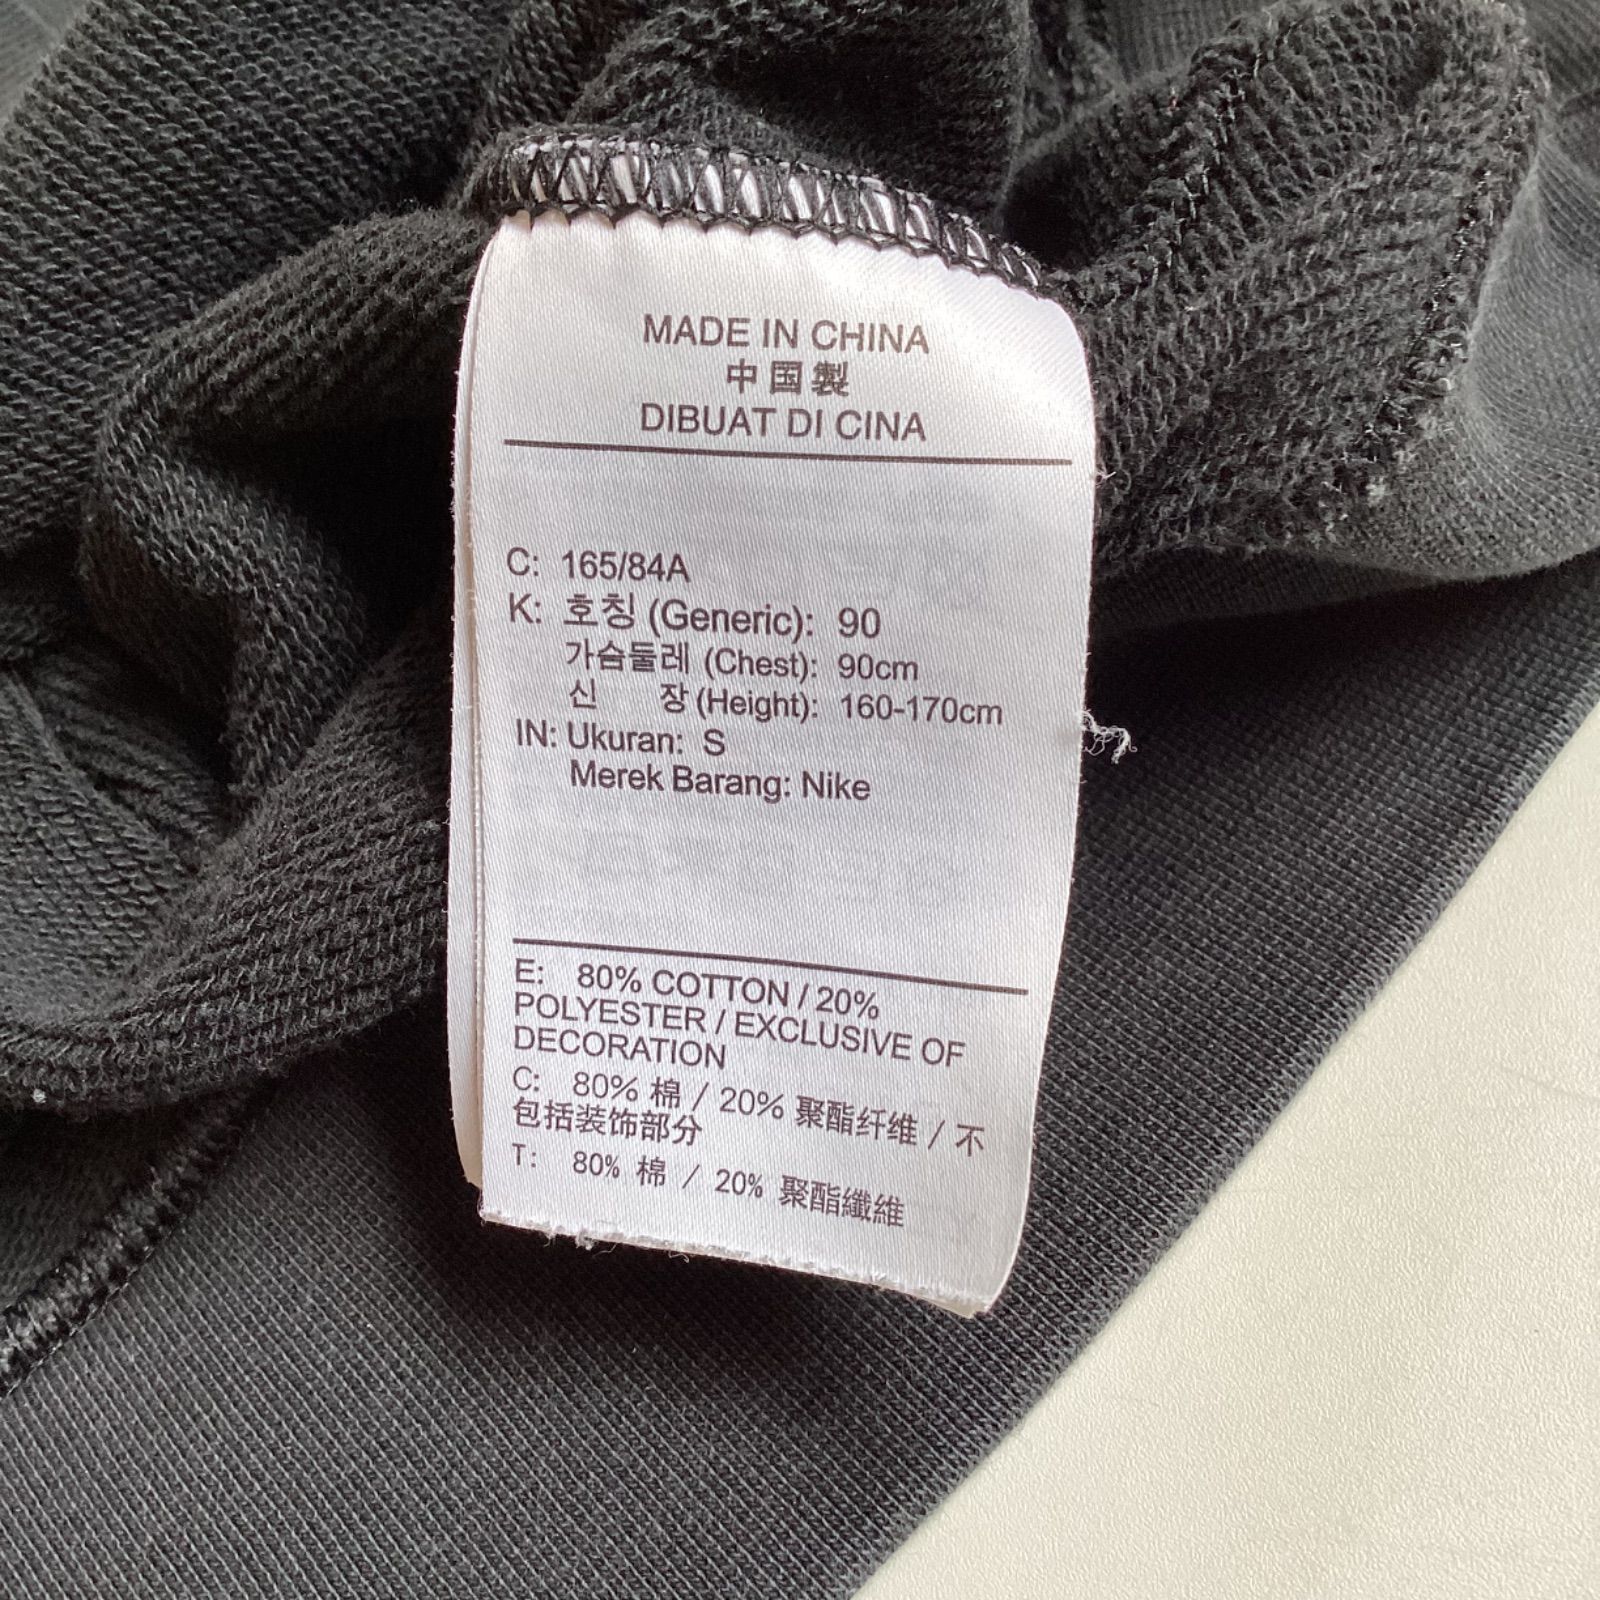 MADE IN CHINA
中国製
DIBUAT DI CINA
C: 165/84A
K: 호칭 (Generic): 90
가슴둘레 (Chest): 90cm
신 장 (Height): 160-170cm
IN: Ukuran: S
Merek Barang: Nike
E: 80% COTTON / 20%
POLYESTER / EXCLUSIVE OF
DECORATION
C: 80% 棉 / 20% 聚酯纤维 / 不
包括装饰部分
T: 80% 棉 / 20% 聚酯纖維